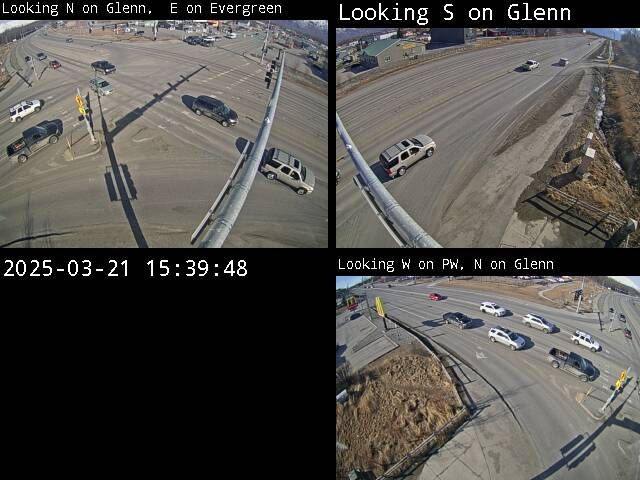 Looking N on Glenn, E on Evergreen
Looking S on Glenn
2025-03-21 15:39:48
Looking W on PW, N on Glenn